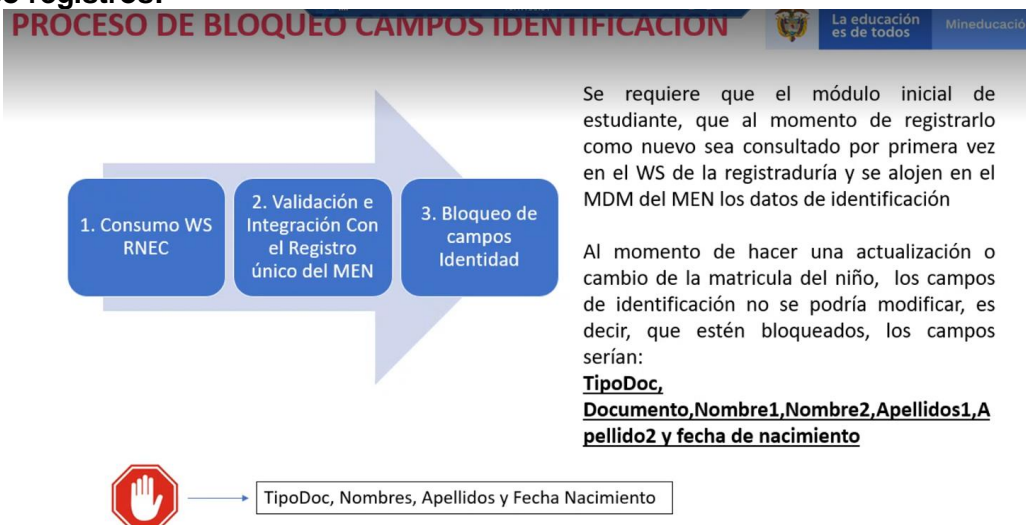 registros.
PROCESO DE BLOQUEO CAMPOS IDENTIFICACIÓN
La educación
es de todos
Mineducació
Se requiere que el módulo inicial de
estudiante, que al momento de registrarlo
como nuevo sea consultado por primera vez
en el WS de la registraduría y se alojen en el
MDM del MEN los datos de identificación
1. Consumo WS
RNEC
2. Validación e
Integración Con
el Registro
único del MEN
3. Bloqueo de
campos
Identidad
Al momento de hacer una actualización o
cambio de la matricula del niño, los campos
de identificación no se podría modificar, es
decir, que estén bloqueados, los campos
serían:
TipoDoc,
Documento,Nombre1,Nombre2,Apellidos1,A
pellido2 y fecha de nacimiento
TipoDoc, Nombres, Apellidos y Fecha Nacimiento